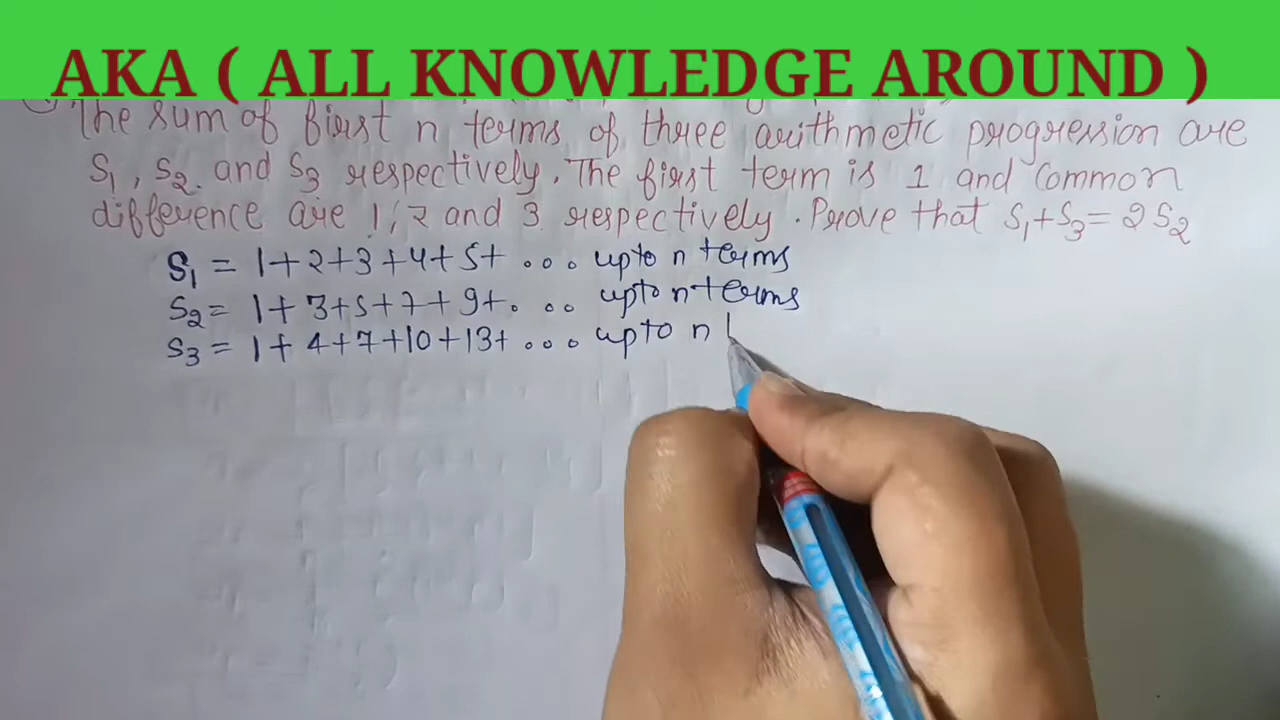 AKA ( ALL KNOWLEDGE AROUND )
The sum of first n terms of three arithmetic progression are
S1, S2. and S3 respectively. The first term is 1 and common
difference are 1, 2 and 3 respectively. Prove that S1+S3= 2S2
S1 = 1+2+3+4+5+ ... upto n terms
S2= 1+3+5+7+9+. .. upto n terms
S3 = 1+4+7+10+13+ ... upto n